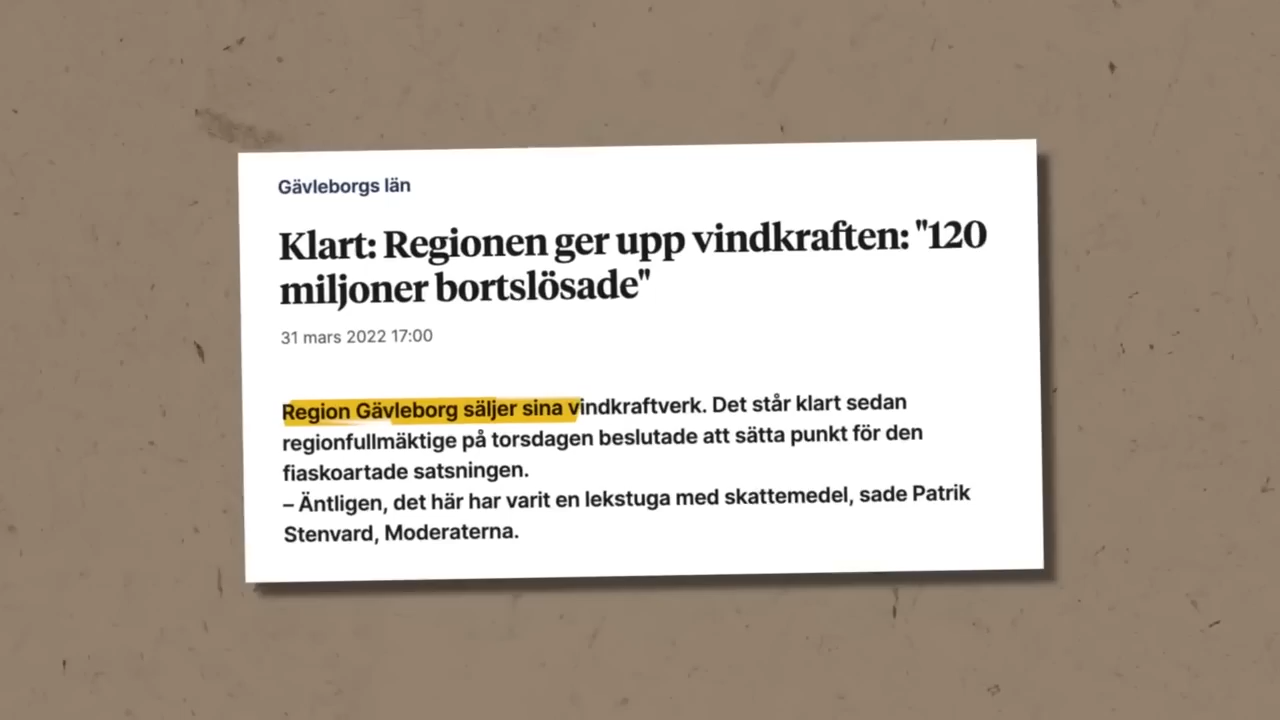 Gävleborgs län
Klart: Regionen ger upp vindkraften: "120
miljoner bortslösade"
31 mars 2022 17:00
Region Gävleborg säljer sina vindkraftverk. Det står klart sedan
regionfullmäktige på torsdagen beslutade att sätta punkt för den
fiaskoartade satsningen.
– Äntligen, det här har varit en lekstuga med skattemedel, sade Patrik
Stenvard, Moderaterna.